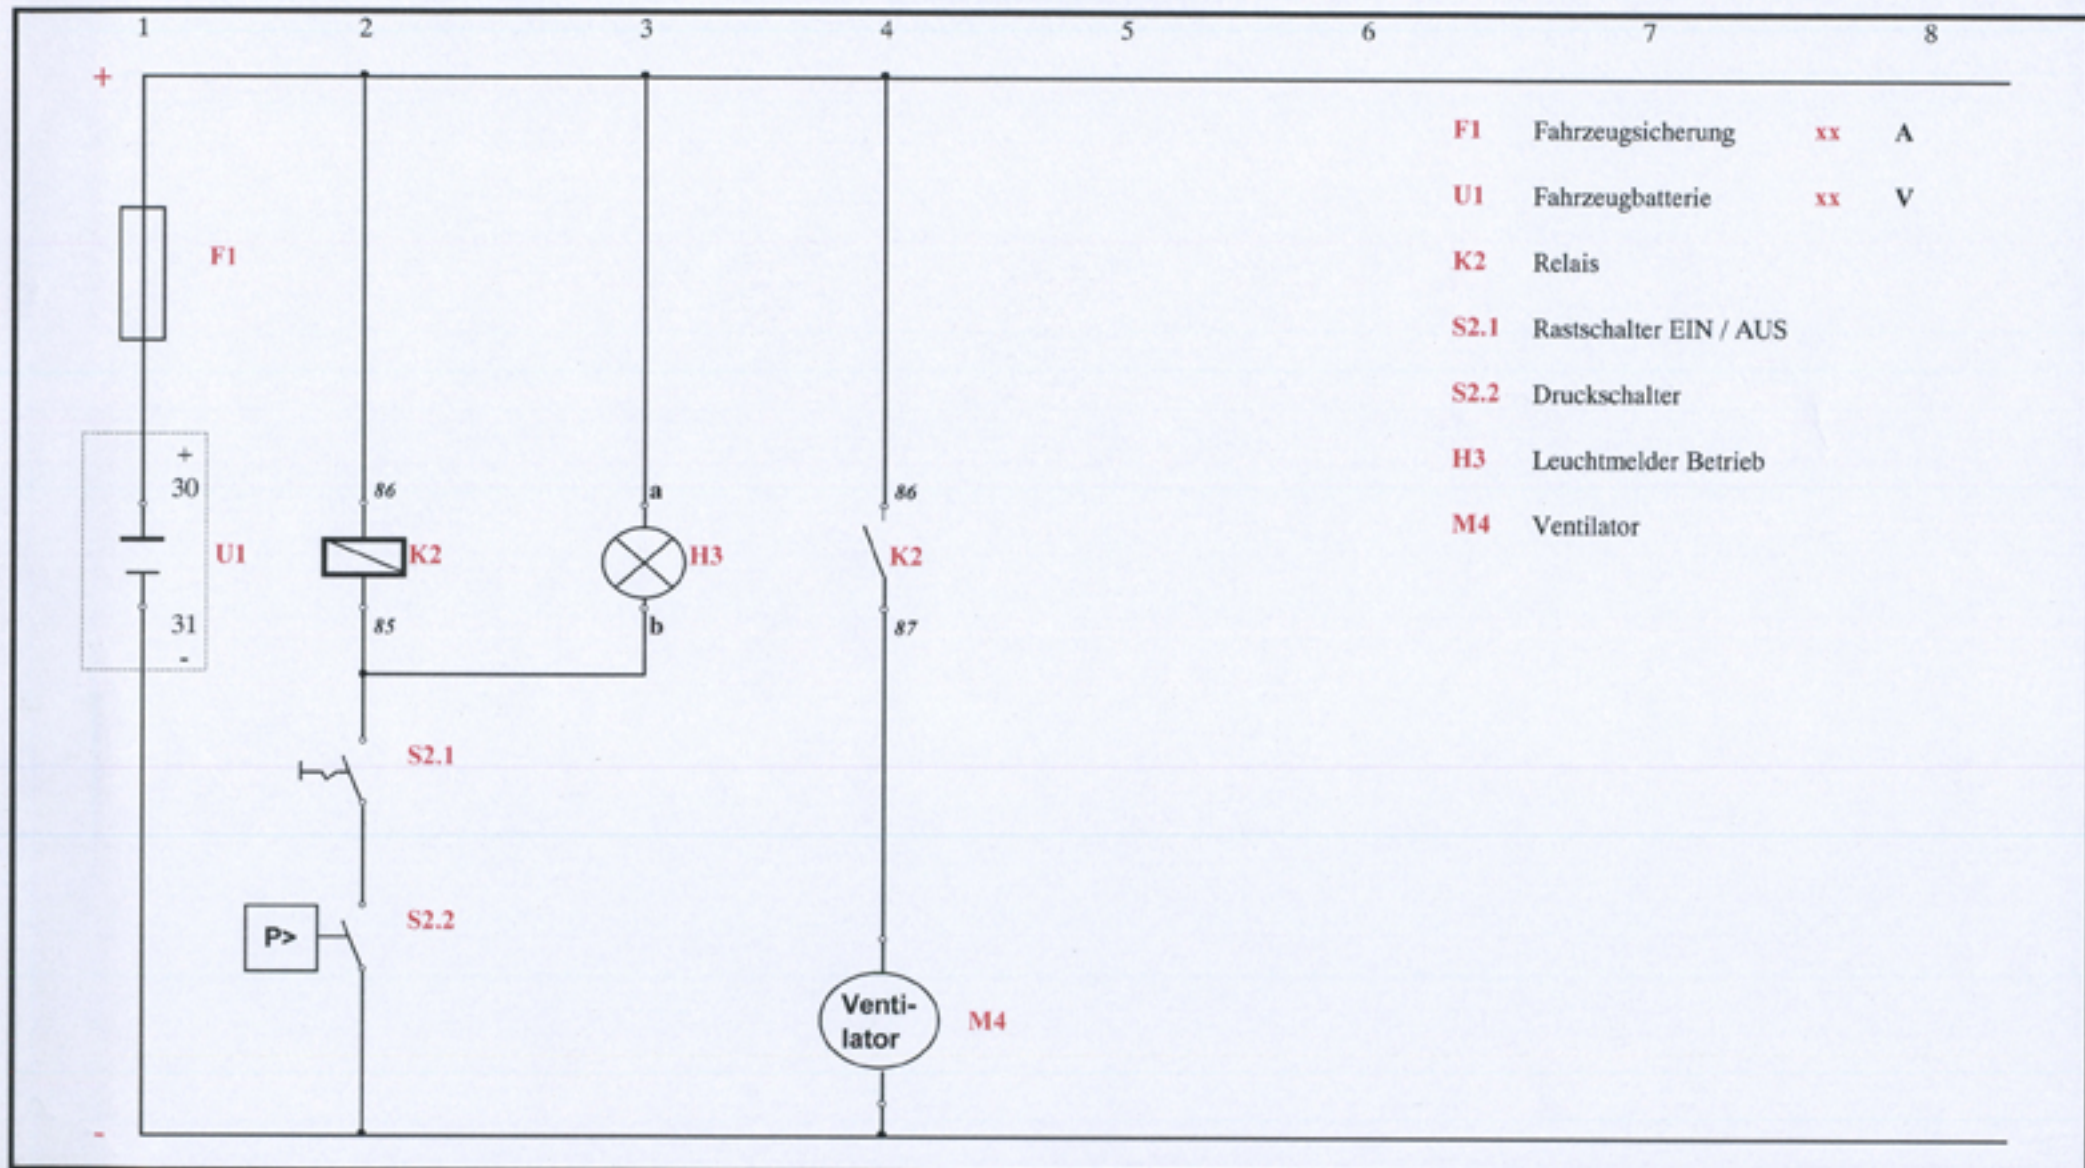 1 2 3 4 5 6 7 8
+
F1 Fahrzeugsicherung xx A
U1 Fahrzeugbatterie xx V
K2 Relais
S2.1 Rastschalter EIN / AUS
S2.2 Druckschalter
H3 Leuchtmelder Betrieb
M4 Ventilator
F1
+
30
U1
31
-
86
K2
85
a
H3
b
86
K2
87
S2.1
P>
S2.2
Venti-
lator
M4
-